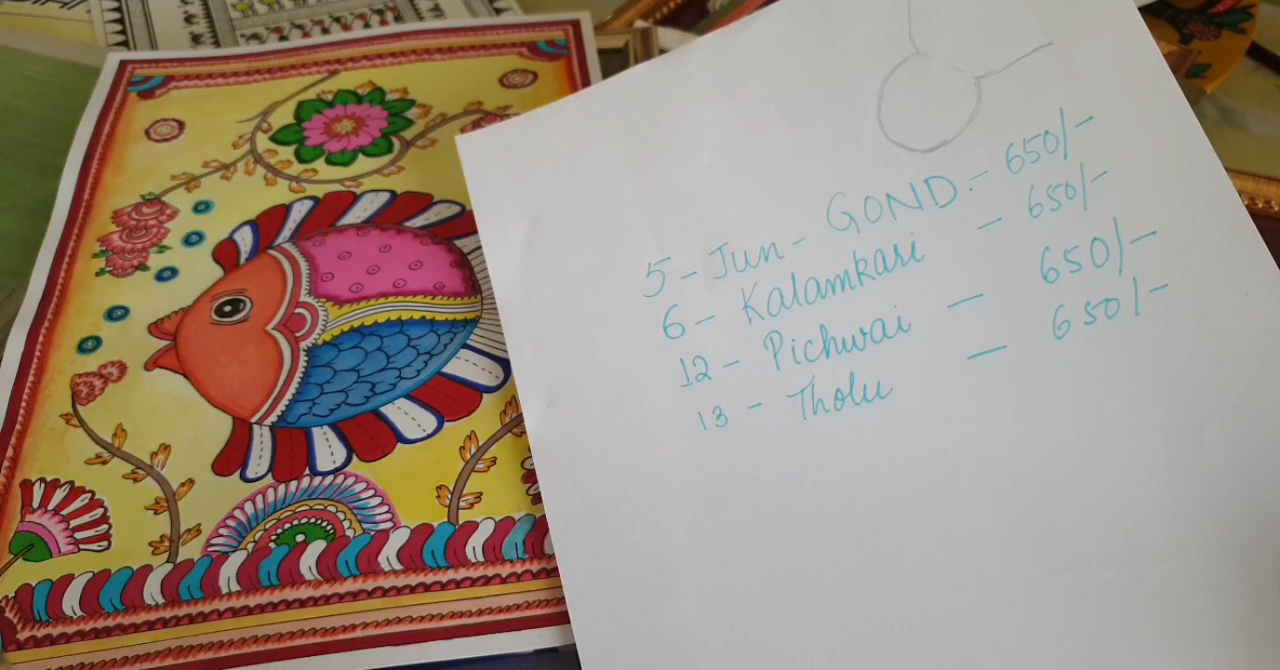 5 - Jun - GOND :- 650/-
6 - Kalamkari - 650/-
12 - Pichwai - 650/-
13 - Tholu - 650/-